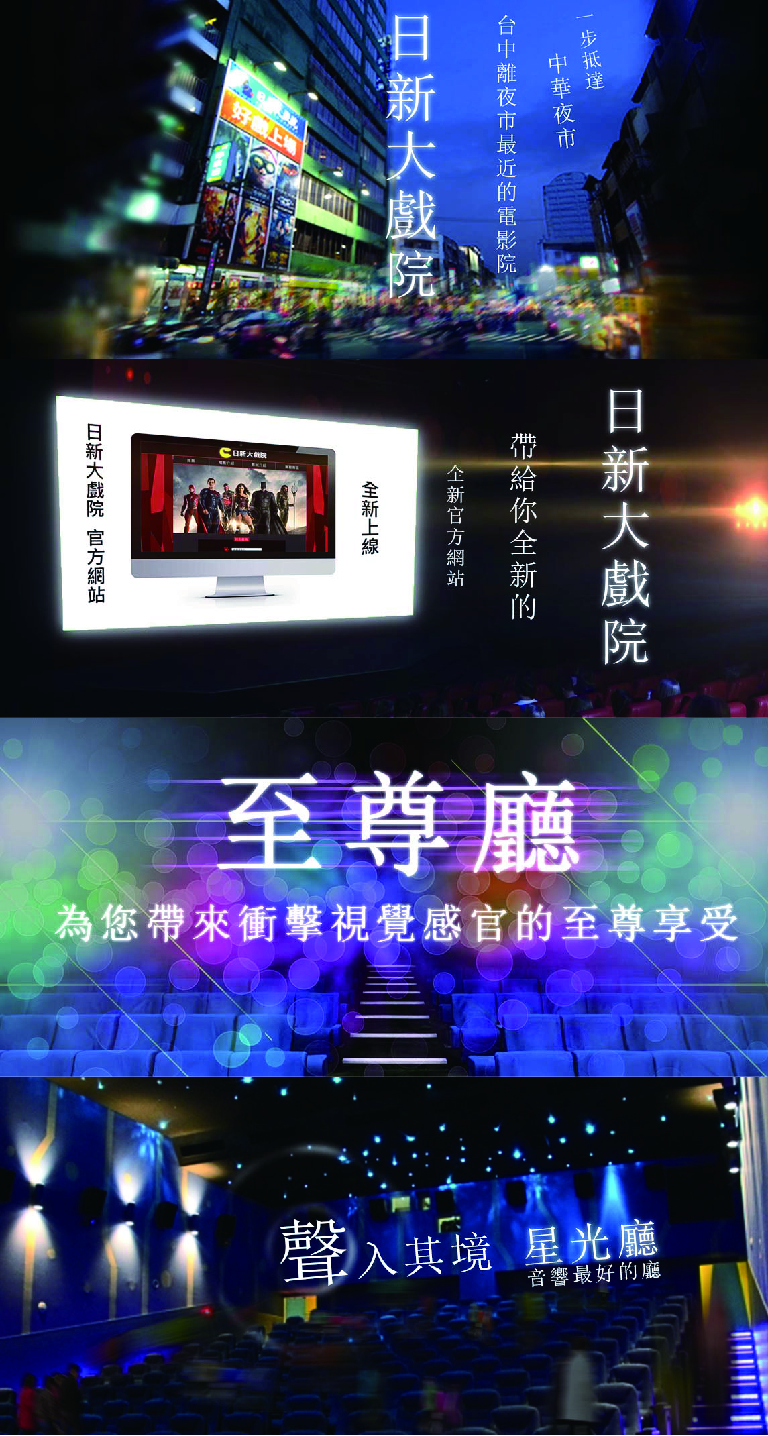 一步抵達
中華夜市
台中離夜市最近的電影院
日新大戲院
好戲上場
日新大戲院
帶給你全新的
全新官方網站
全新上線
日新大戲院
日新大戲院 官方網站
至尊廳
為您帶來衝擊視覺感官的至尊享受
聲入其境 星光廳
音響最好的廳